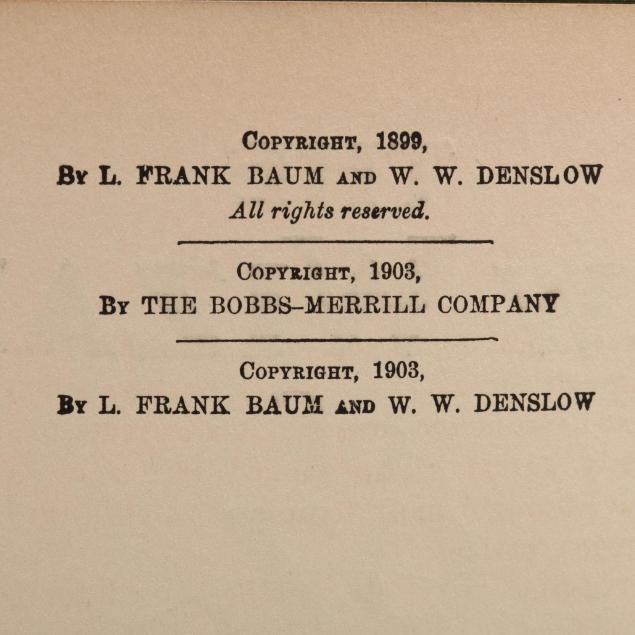 COPYRIGHT, 1899,
BY L. FRANK BAUM AND W. W. DENSLOW
All rights reserved.
COPYRIGHT, 1903,
BY THE BOBBS-MERRILL COMPANY
COPYRIGHT, 1903,
BY L. FRANK BAUM AND W. W. DENSLOW